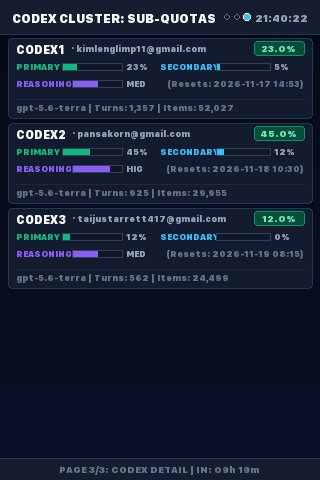 CODEX CLUSTER: SUB-QUOTAS 21:40:22
CODEX1 · kimlenglimp11@gmail.com 23.0%
PRIMARY 23% SECONDARY 5%
REASONING MED (Resets: 2026-11-17 14:53)
gpt-5.6-terra | Turns: 1,357 | Items: 52,027
CODEX2 · pansakorn@gmail.com 45.0%
PRIMARY 45% SECONDARY 12%
REASONING HIG (Resets: 2026-11-18 10:30)
gpt-5.6-terra | Turns: 925 | Items: 29,955
CODEX3 · taijustarrett417@gmail.com 12.0%
PRIMARY 12% SECONDARY 0%
REASONING MED (Resets: 2026-11-19 08:15)
gpt-5.6-terra | Turns: 562 | Items: 24,499
PAGE 3/3: CODEX DETAIL | IN: 09h 19m